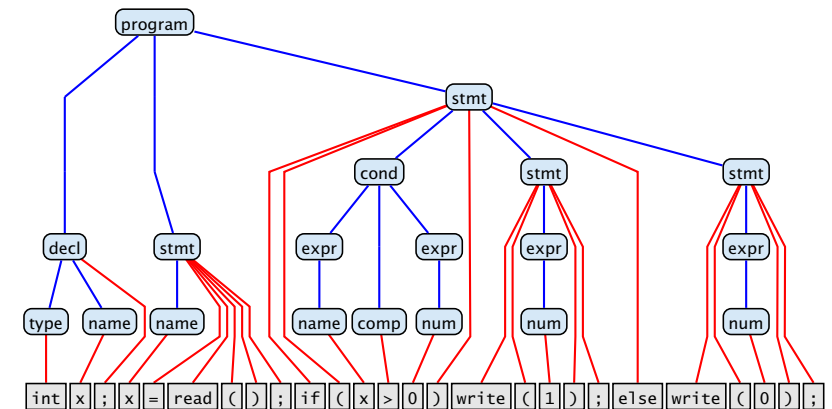 program
stmt
cond stmt stmt
decl stmt expr expr expr expr
type name name name comp num num num
int x ; x = read ( ) ; if ( x > 0 ) write ( 1 ) ; else write ( 0 ) ;